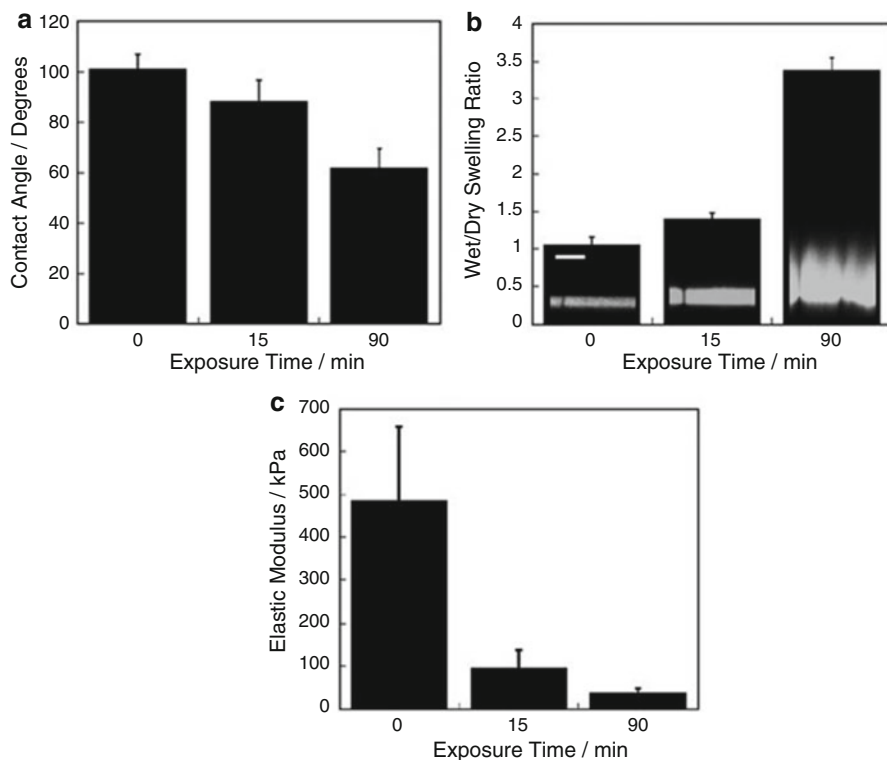 a
120
100
80
60
40
20
0
Contact Angle / Degrees
0 15 90
Exposure Time / min
b
4
3.5
3
2.5
2
1.5
1
0.5
0
Wet/Dry Swelling Ratio
0 15 90
Exposure Time / min
c
700
600
500
400
300
200
100
0
Elastic Modulus / kPa
0 15 90
Exposure Time / min